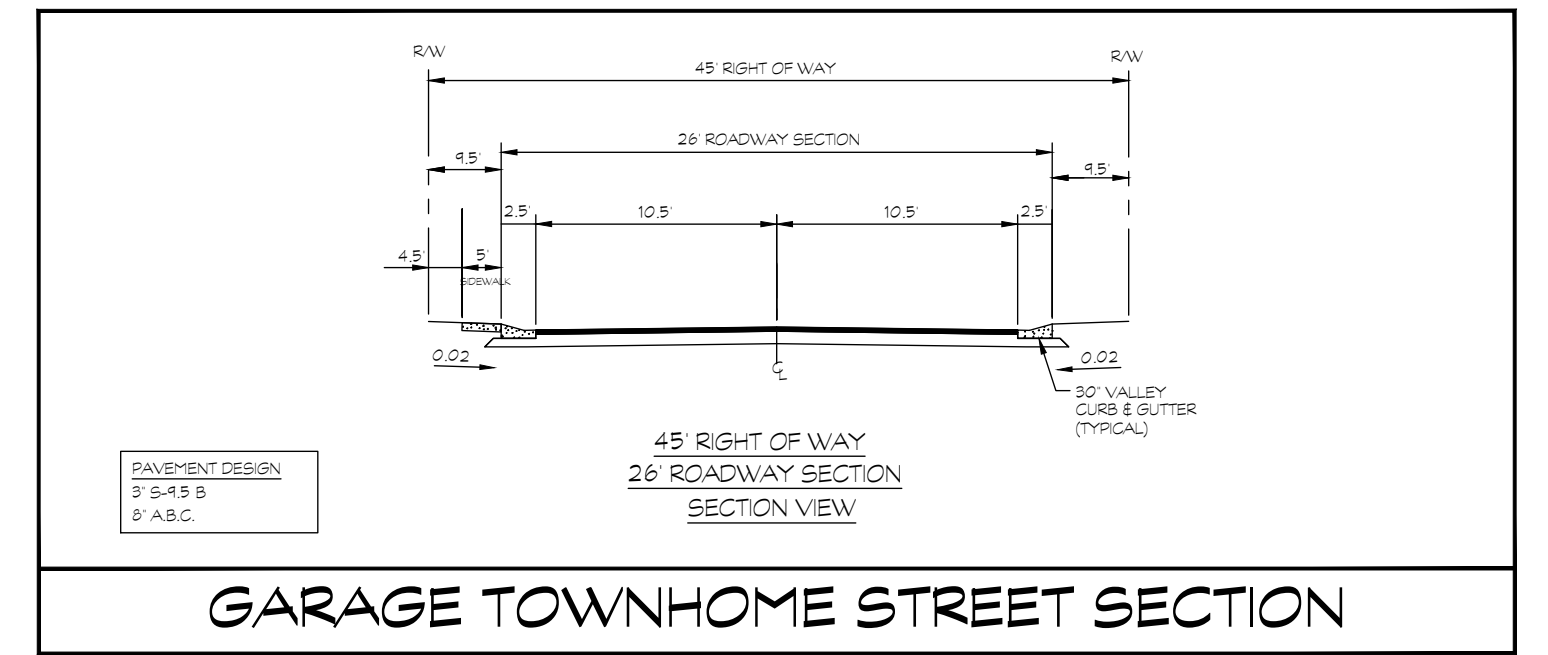 R/W
R/W
45' RIGHT OF WAY
26' ROADWAY SECTION
9.5'
9.5'
2.5'
10.5'
10.5'
2.5'
4.5'
5'
SIDEWALK
0.02
0.02
CL
30" VALLEY
CURB & GUTTER
(TYPICAL)
45' RIGHT OF WAY
26' ROADWAY SECTION
SECTION VIEW
PAVEMENT DESIGN
3" S-9.5 B
8" A.B.C.
GARAGE TOWNHOME STREET SECTION